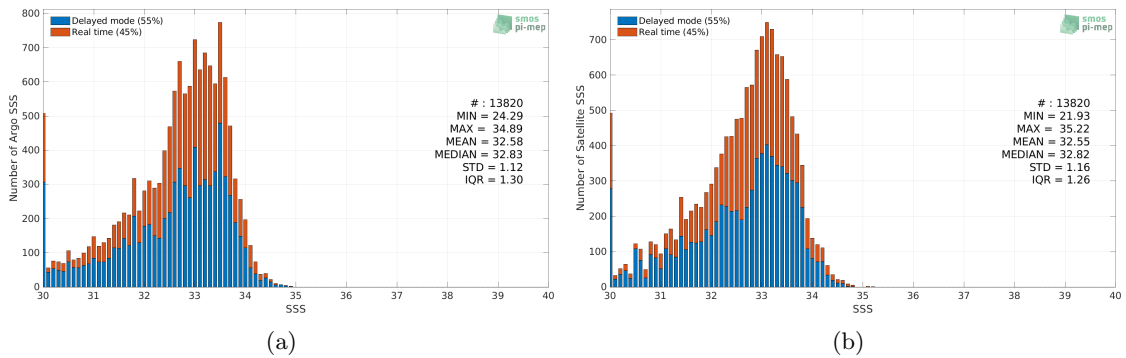 Delayed mode (55%)
Real time (45%)
smos
pi-mep
Number of Argo SSS
800
700
600
500
400
300
200
100
0
# : 13820
MIN = 24.29
MAX = 34.89
MEAN = 32.58
MEDIAN = 32.83
STD = 1.12
IQR = 1.30
30 31 32 33 34 35 36 37 38 39 40
SSS
(a)
Delayed mode (55%)
Real time (45%)
smos
pi-mep
Number of Satellite SSS
700
600
500
400
300
200
100
0
# : 13820
MIN = 21.93
MAX = 35.22
MEAN = 32.55
MEDIAN = 32.82
STD = 1.16
IQR = 1.26
30 31 32 33 34 35 36 37 38 39 40
SSS
(b)